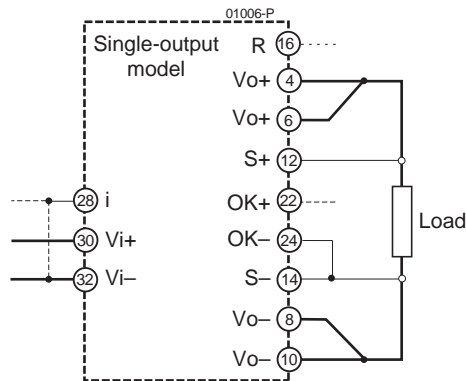 01006-P
Single-output
model
R 16
Vo+ 4
Vo+ 6
S+ 12
28 i
OK+ 22
Load
30 Vi+
OK– 24
32 Vi–
S– 14
Vo– 8
Vo– 10